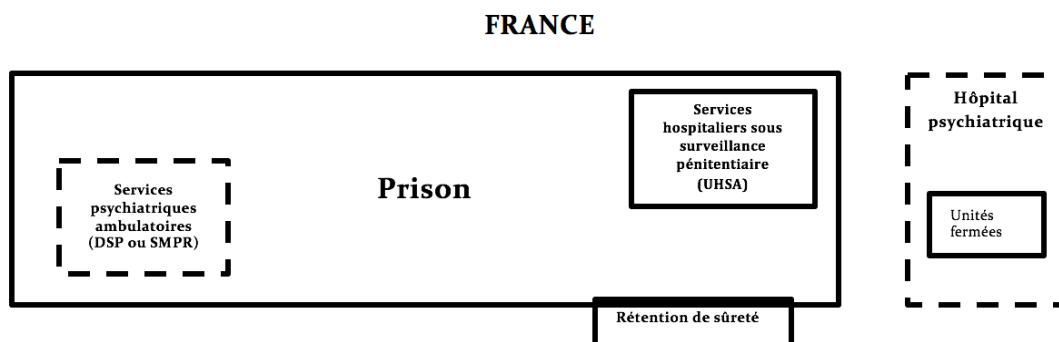 FRANCE
Services
hospitaliers sous
surveillance
pénitentiaire
(UHSA)
Hôpital
psychiatrique
Services
psychiatriques
ambulatoires
(DSP ou SMPR)
Prison
Unités
fermées
Rétention de sûreté